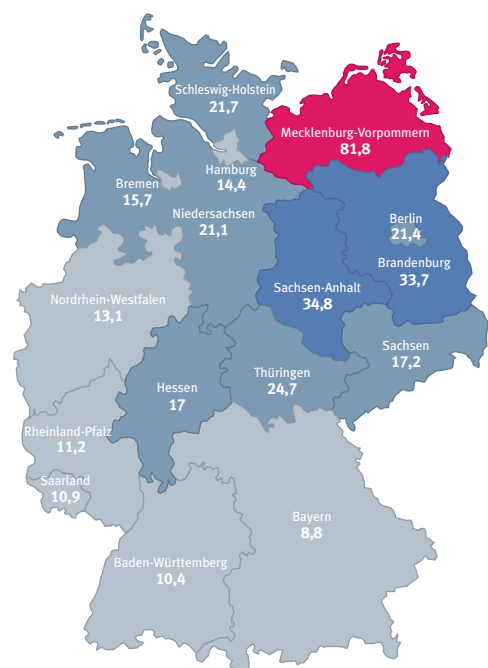 Schleswig-Holstein
21,7
Mecklenburg-Vorpommern
81,8
Hamburg
14,4
Bremen
15,7
Niedersachsen
21,1
Berlin
21,4
Brandenburg
33,7
Sachsen-Anhalt
34,8
Nordrhein-Westfalen
13,1
Sachsen
17,2
Thüringen
24,7
Hessen
17
Rheinland-Pfalz
11,2
Saarland
10,9
Bayern
8,8
Baden-Württemberg
10,4